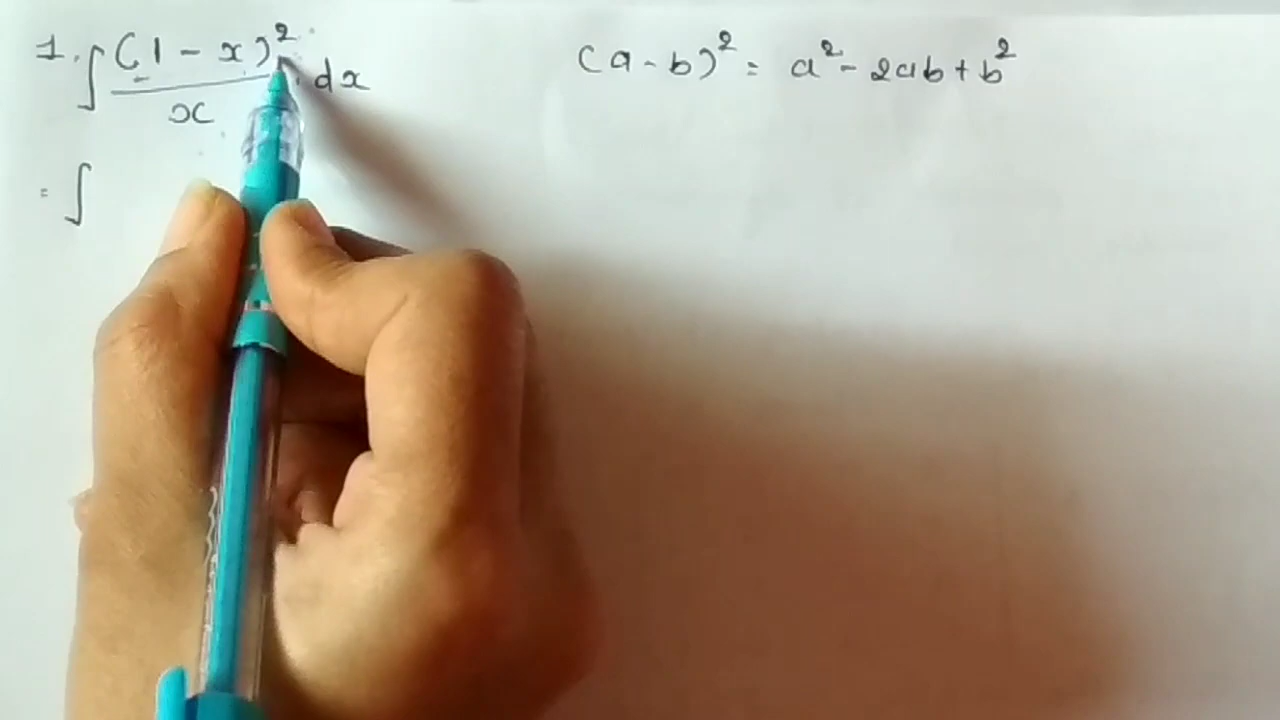 1. ∫ (1 - x)² / x . dx
(a - b)² = a² - 2ab + b²
= ∫